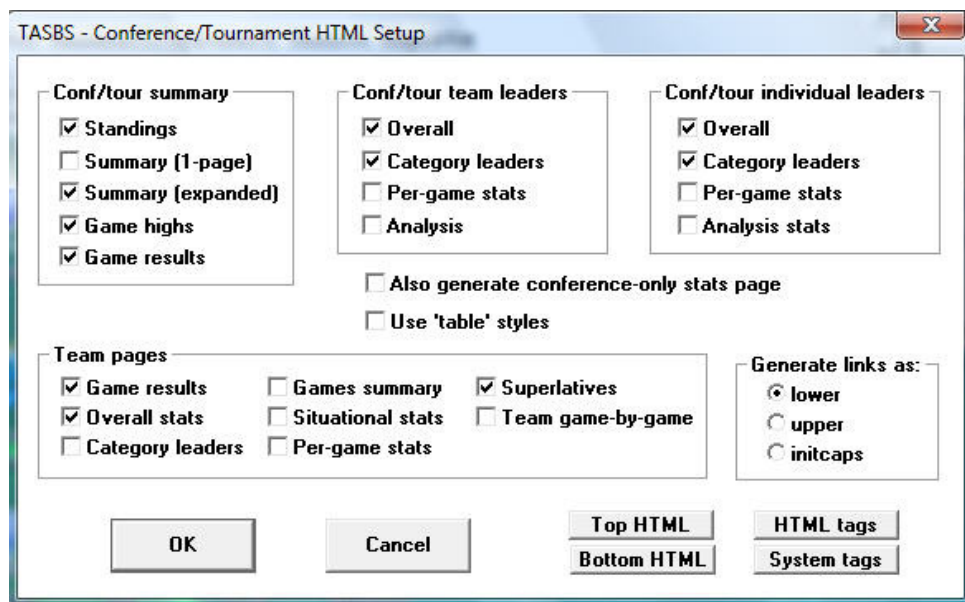 TASBS - Conference/Tournament HTML Setup
Conf/tour summary
Standings
Summary (1-page)
Summary (expanded)
Game highs
Game results
Conf/tour team leaders
Overall
Category leaders
Per-game stats
Analysis
Conf/tour individual leaders
Overall
Category leaders
Per-game stats
Analysis stats
Also generate conference-only stats page
Use 'table' styles
Team pages
Game results
Overall stats
Category leaders
Games summary
Situational stats
Per-game stats
Superlatives
Team game-by-game
Generate links as:
lower
upper
initcaps
OK
Cancel
Top HTML
Bottom HTML
HTML tags
System tags